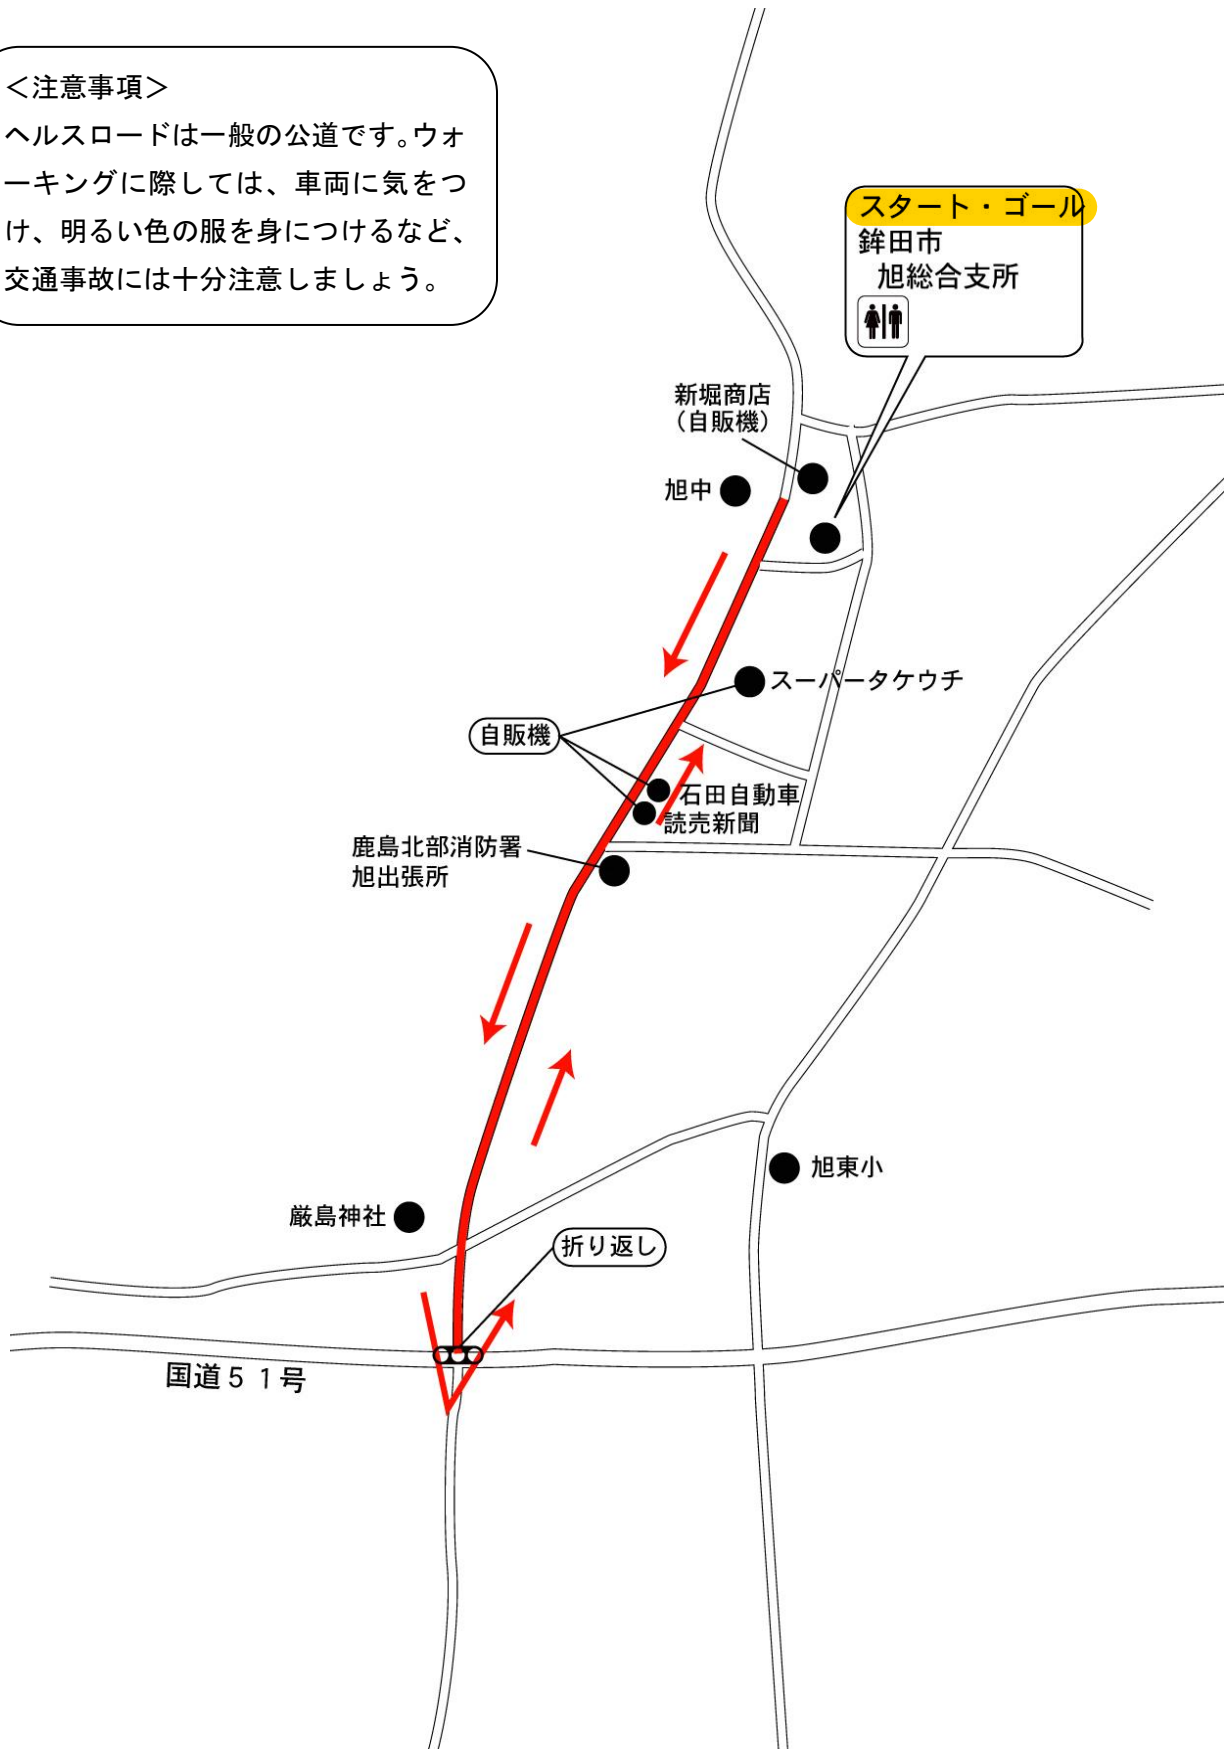 ＜注意事項＞
ヘルスロードは一般の公道です。ウォ
ーキングに際しては、車両に気をつ
け、明るい色の服を身につけるなど、
交通事故には十分注意しましょう。
スタート・ゴール
鉾田市
旭総合支所
新堀商店
（自販機）
旭中
スーパータケウチ
自販機
石田自動車
読売新聞
鹿島北部消防署
旭出張所
旭東小
厳島神社
折り返し
国道５１号